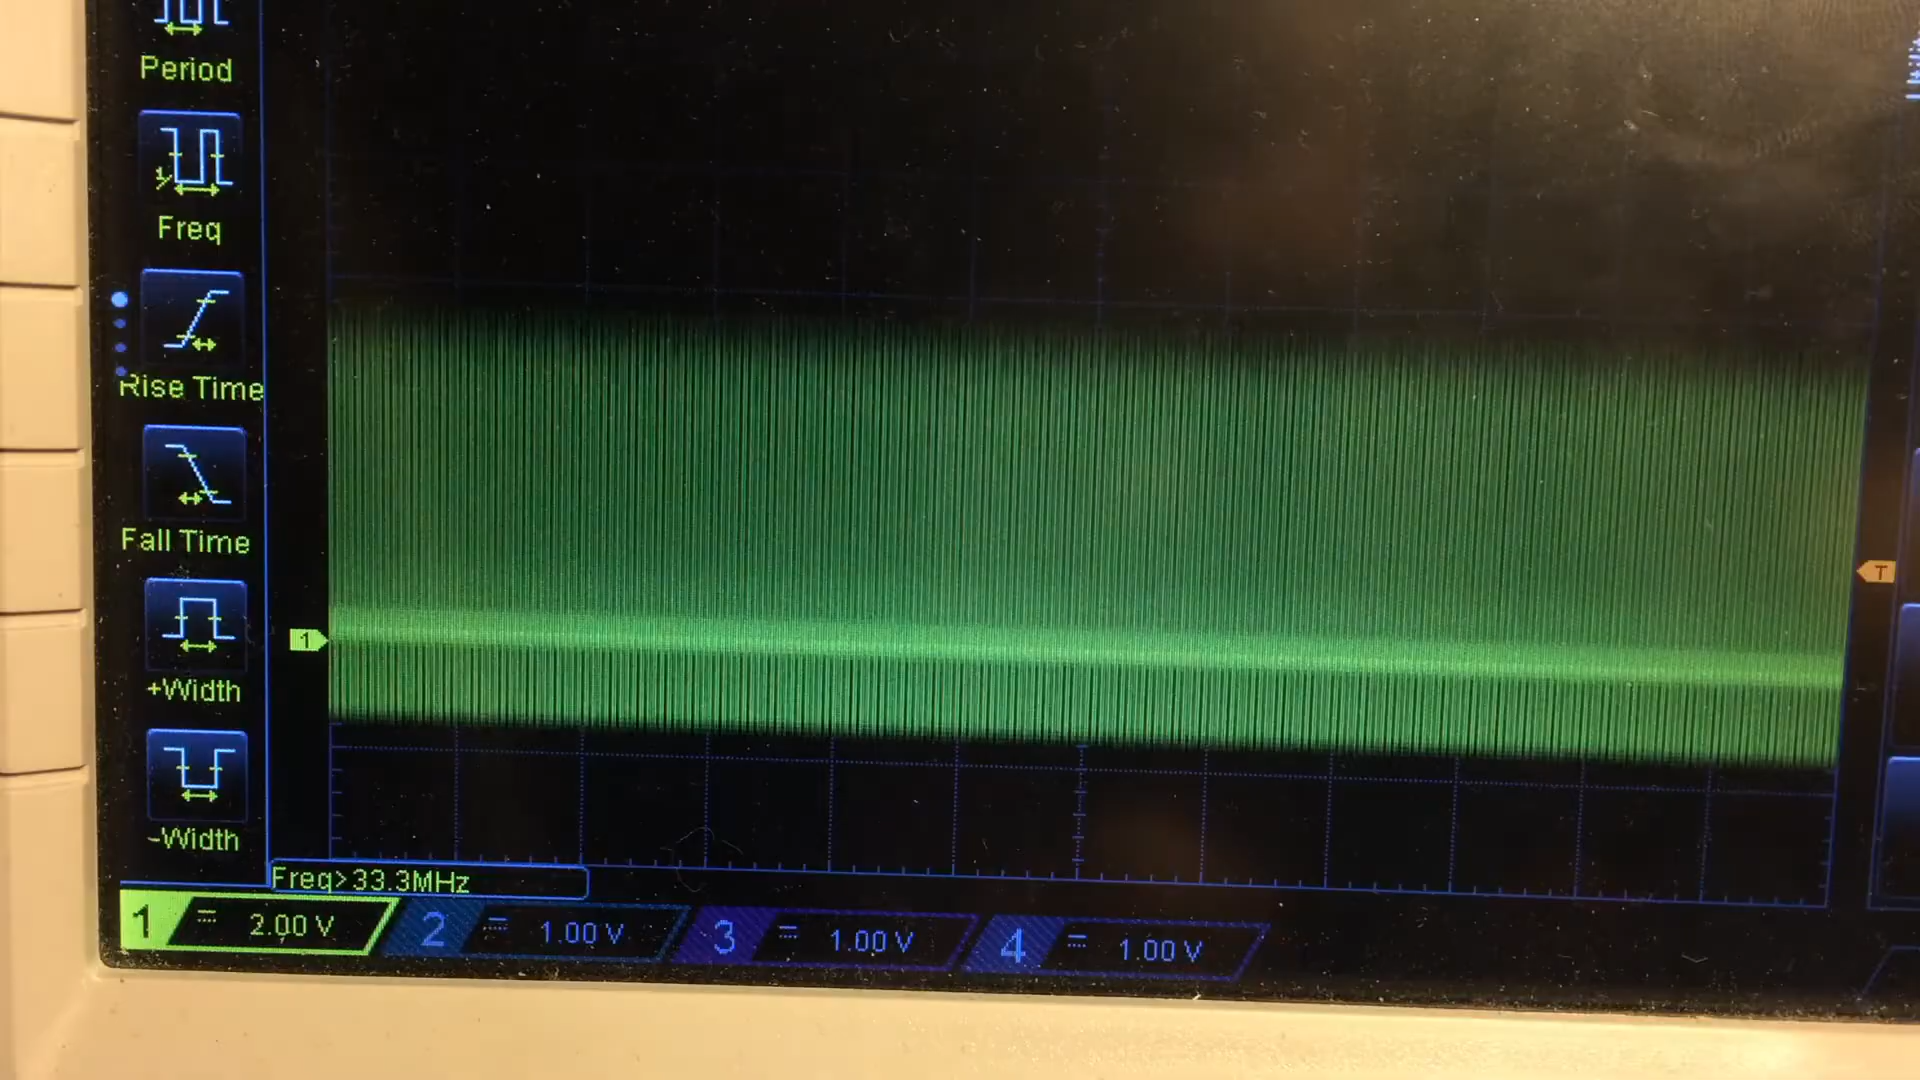 Period
Freq
Rise Time
Fall Time
+Width
-Width
1
T
Freq>33.3MHz
1 2.00 V 2 1.00 V 3 1.00 V 4 1.00 V